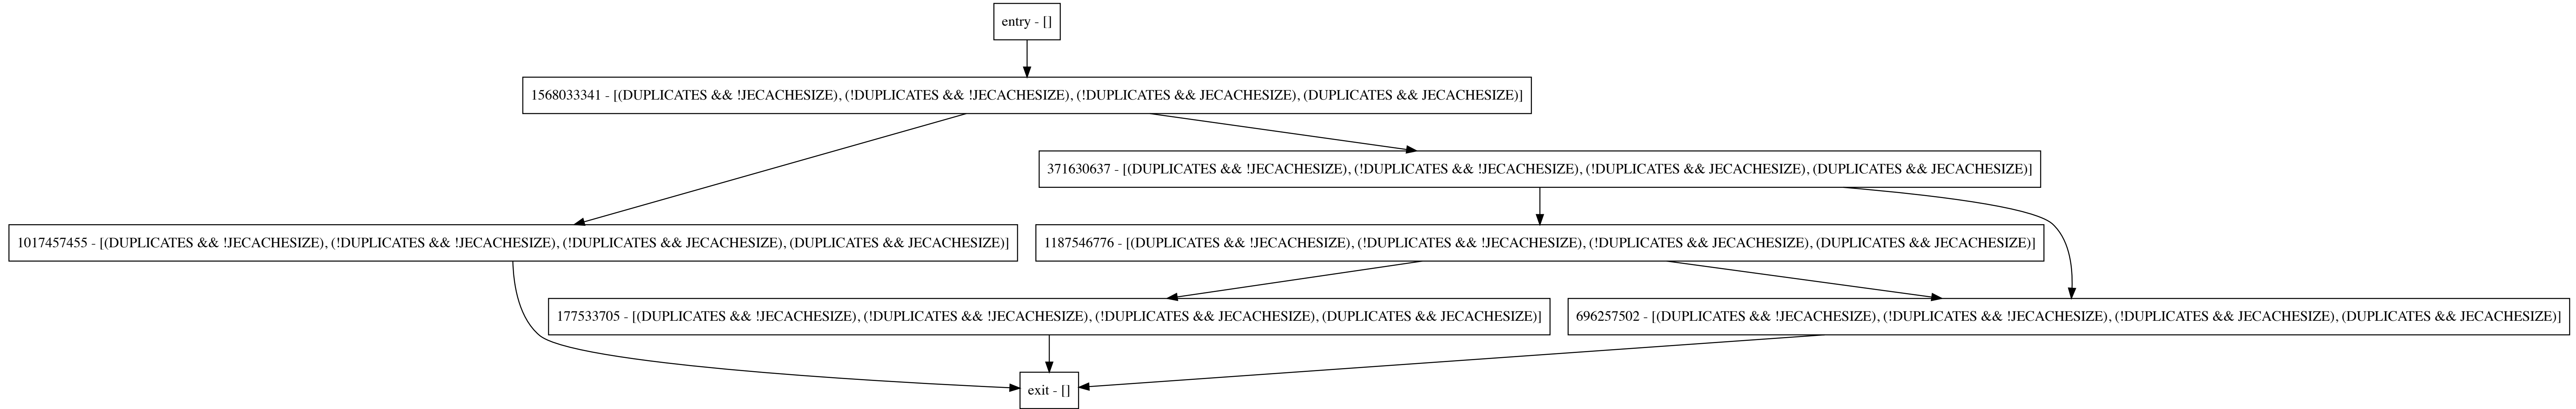 entry - []
1568033341 - [(DUPLICATES && !JECACHESIZE), (!DUPLICATES && !JECACHESIZE), (!DUPLICATES && JECACHESIZE), (DUPLICATES && JECACHESIZE)]
371630637 - [(DUPLICATES && !JECACHESIZE), (!DUPLICATES && !JECACHESIZE), (!DUPLICATES && JECACHESIZE), (DUPLICATES && JECACHESIZE)]
1017457455 - [(DUPLICATES && !JECACHESIZE), (!DUPLICATES && !JECACHESIZE), (!DUPLICATES && JECACHESIZE), (DUPLICATES && JECACHESIZE)]
1187546776 - [(DUPLICATES && !JECACHESIZE), (!DUPLICATES && !JECACHESIZE), (!DUPLICATES && JECACHESIZE), (DUPLICATES && JECACHESIZE)]
177533705 - [(DUPLICATES && !JECACHESIZE), (!DUPLICATES && !JECACHESIZE), (!DUPLICATES && JECACHESIZE), (DUPLICATES && JECACHESIZE)]
696257502 - [(DUPLICATES && !JECACHESIZE), (!DUPLICATES && !JECACHESIZE), (!DUPLICATES && JECACHESIZE), (DUPLICATES && JECACHESIZE)]
exit - []